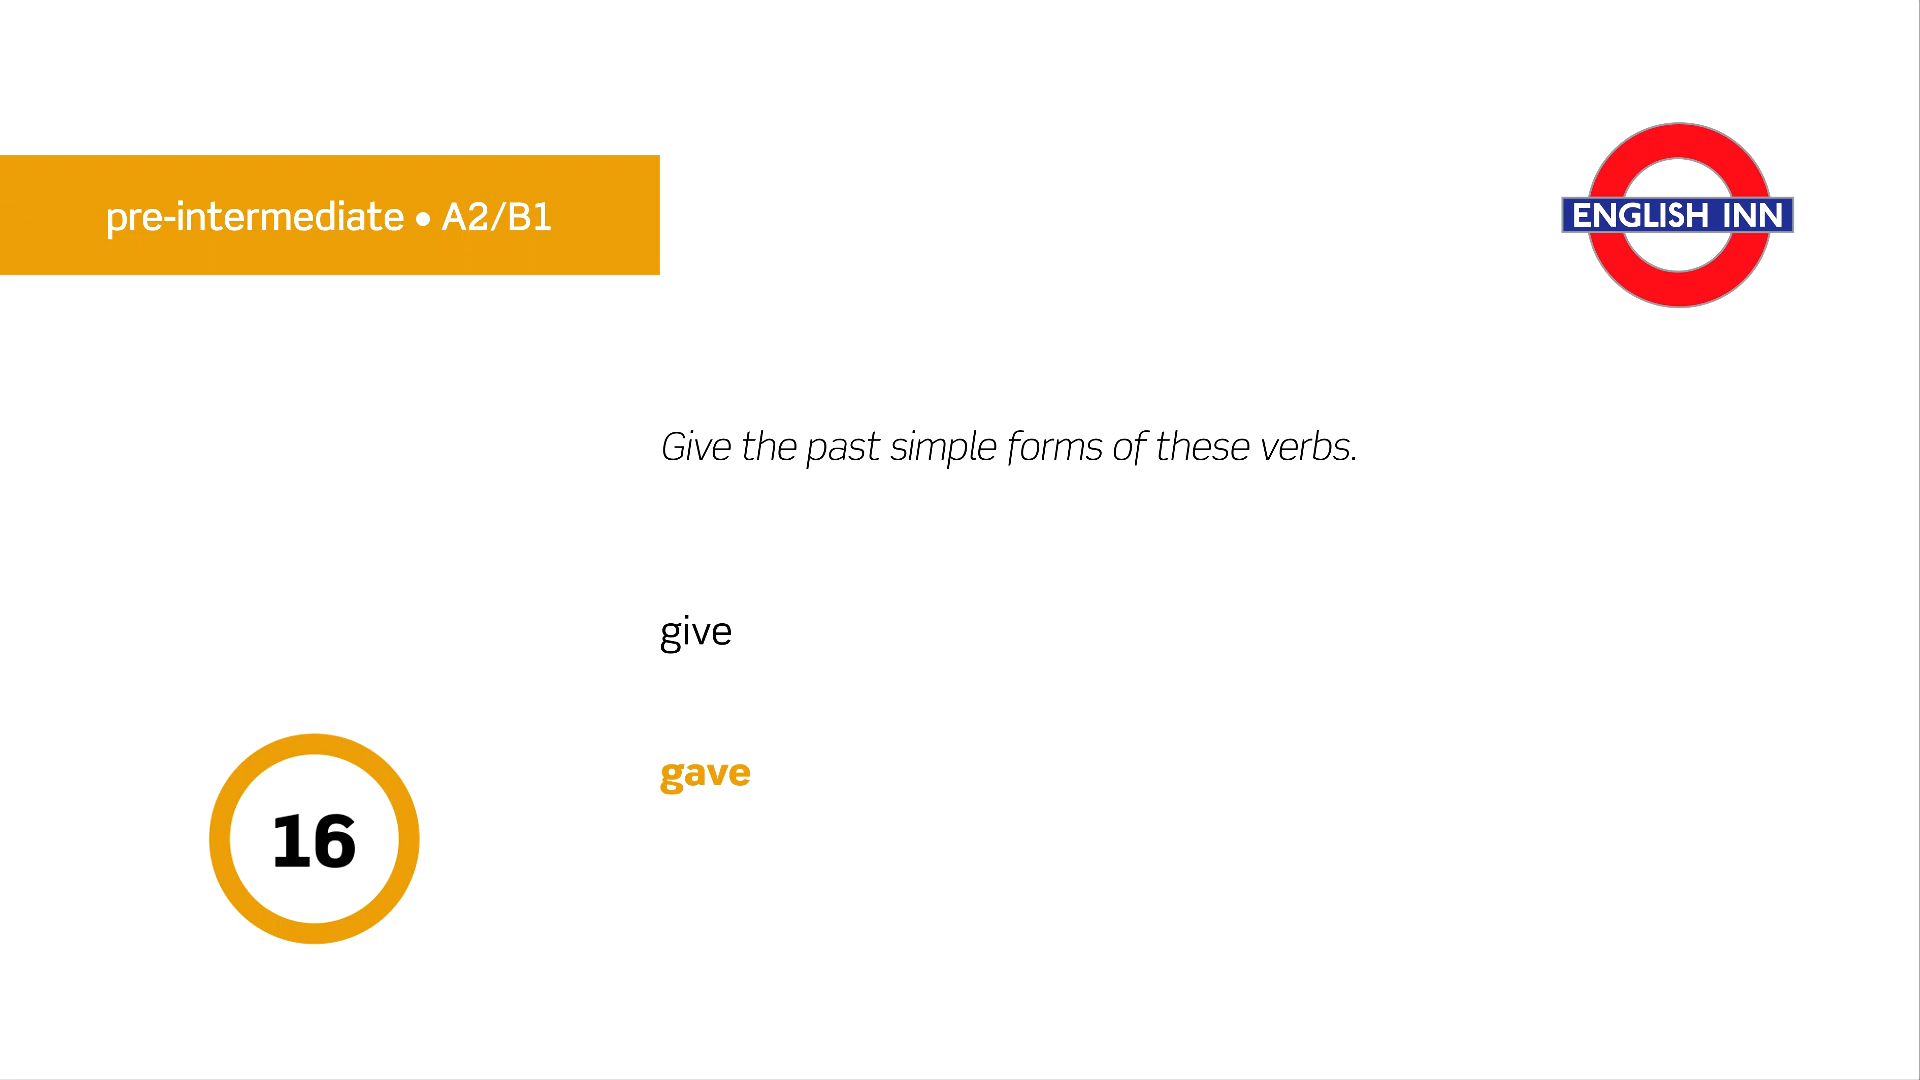 pre-intermediate • A2/B1
ENGLISH INN
Give the past simple forms of these verbs.
give
gave
16